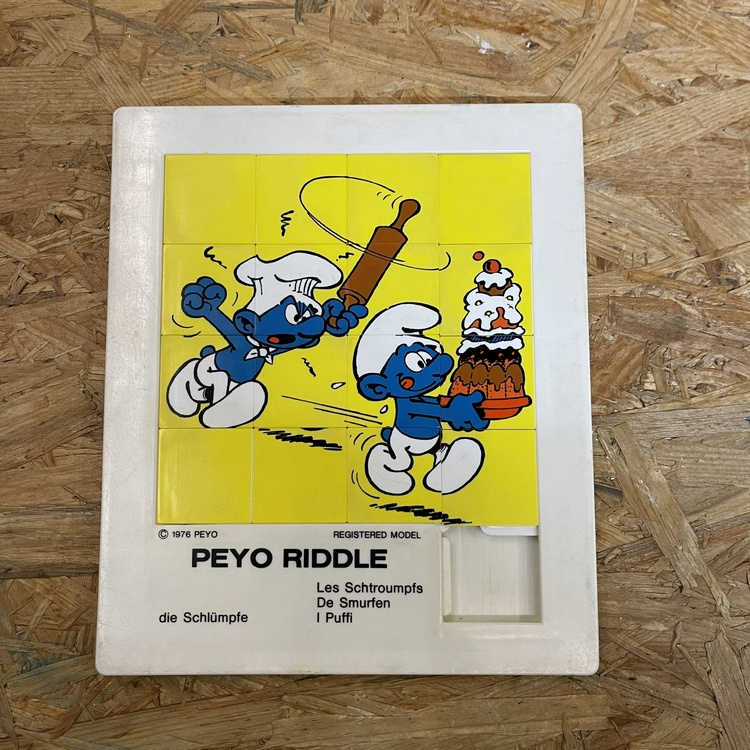 © 1976 PEYO REGISTERED MODEL
PEYO RIDDLE
Les Schtroumpfs
De Smurfen
die Schlümpfe I Puffi